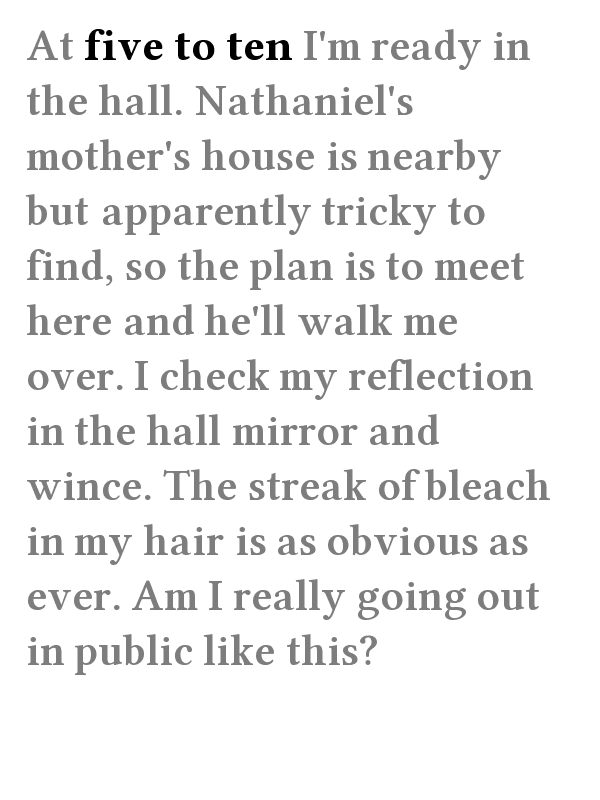 At five to ten I'm ready in
the hall. Nathaniel's
mother's house is nearby
but apparently tricky to
find, so the plan is to meet
here and he'll walk me
over. I check my reflection
in the hall mirror and
wince. The streak of bleach
in my hair is as obvious as
ever. Am I really going out
in public like this?